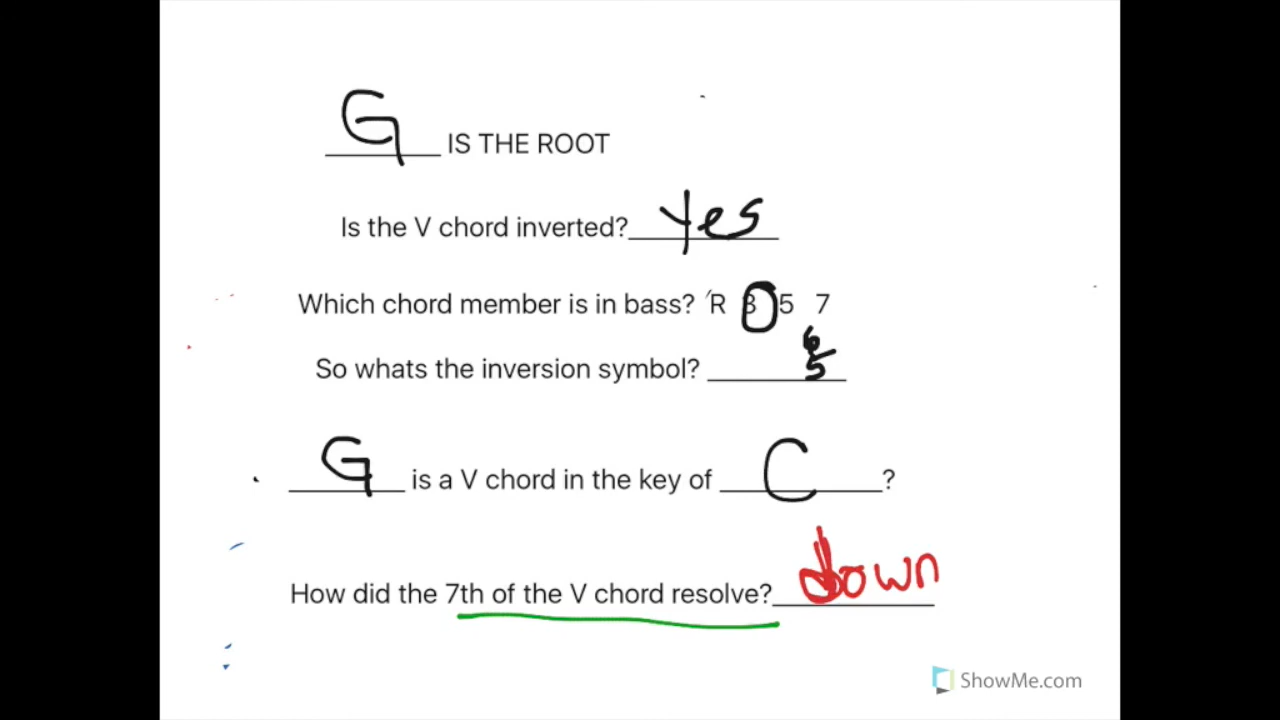 G IS THE ROOT
Is the V chord inverted? Yes
Which chord member is in bass? R 3 5 7
6
So whats the inversion symbol? 5
G is a V chord in the key of C ?
How did the 7th of the V chord resolve? down
ShowMe.com